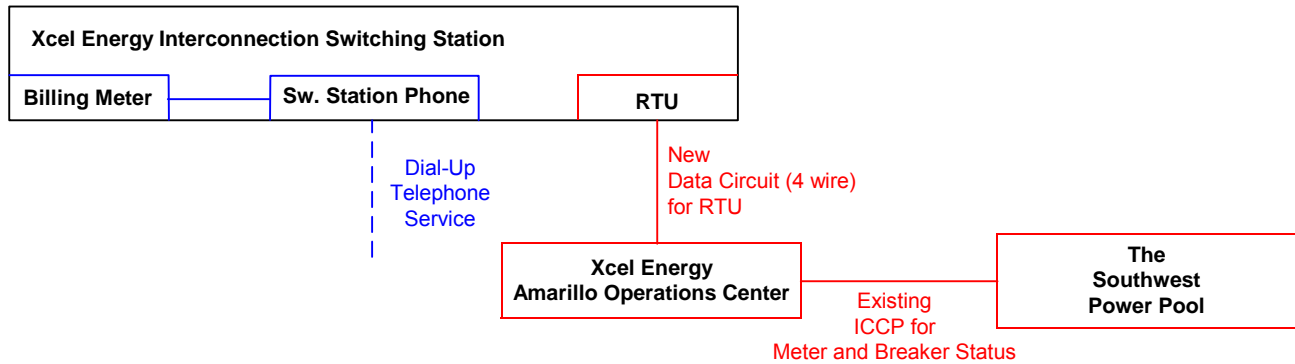 Xcel Energy Interconnection Switching Station
Billing Meter
Sw. Station Phone
RTU
Dial-Up
Telephone
Service
New
Data Circuit (4 wire)
for RTU
Xcel Energy
Amarillo Operations Center
Existing
ICCP for
Meter and Breaker Status
The
Southwest
Power Pool